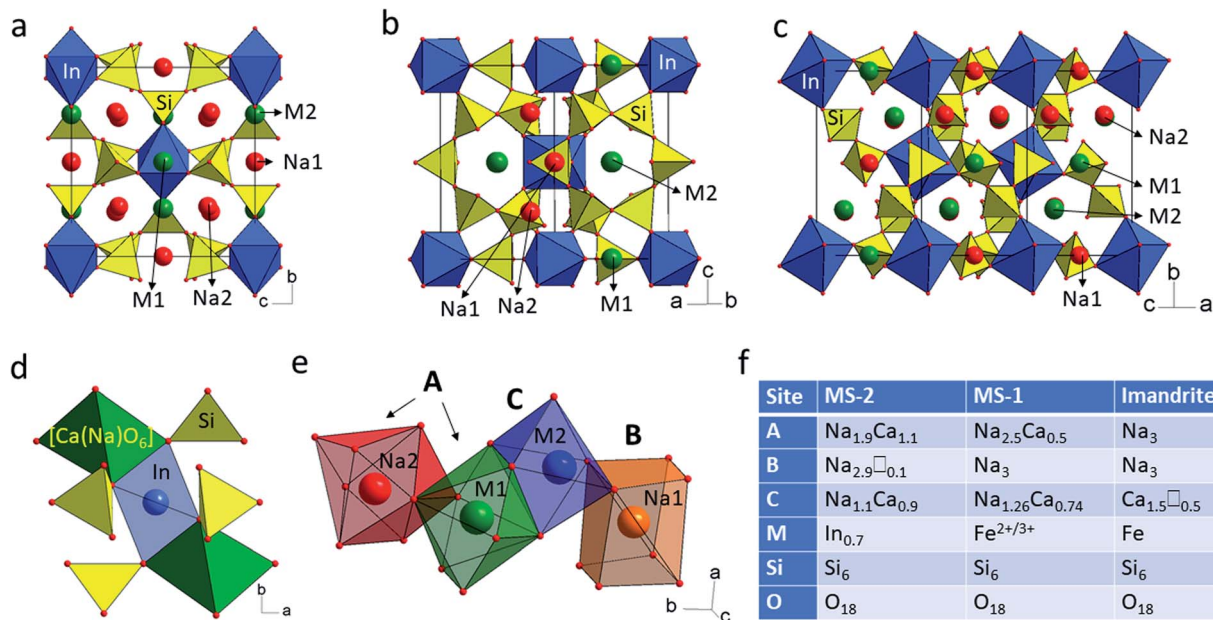 a
In
Si
M2
Na1
M1
Na2
b
c
b
In
Si
M2
Na1
Na2
M1
c
a
b
c
In
Si
Na2
M1
M2
Na1
b
c
a
d
[Ca(Na)O₆]
Si
In
b
a
e
A
C
B
Na2
M1
M2
Na1
a
b
c
f
Site MS-2 MS-1 Imandrite
A Na₁.₉Ca₁.₁ Na₂.₅Ca₀.₅ Na₃
B Na₂.₉□₀.₁ Na₃ Na₃
C Na₁.₁Ca₀.₉ Na₁.₂₆Ca₀.₇₄ Ca₁.₅□₀.₅
M In₀.₇ Fe²⁺/³⁺ Fe
Si Si₆ Si₆ Si₆
O O₁₈ O₁₈ O₁₈